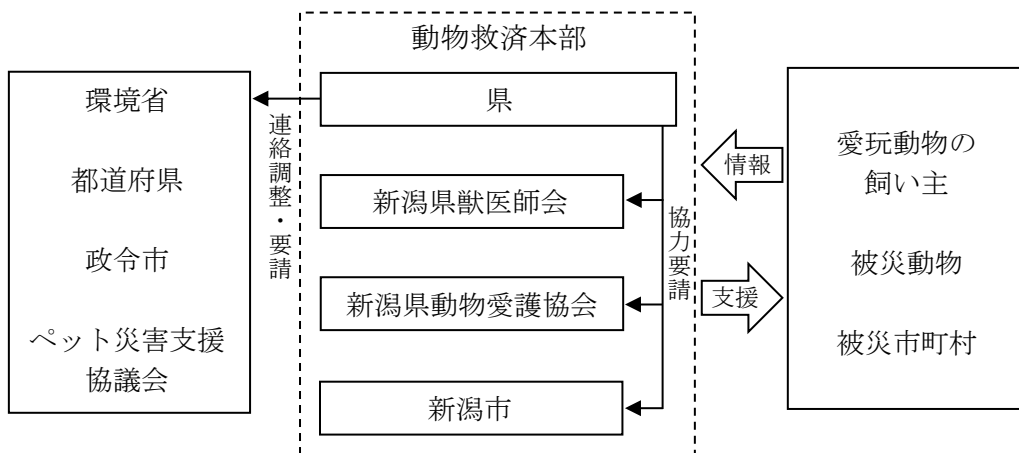 動物救済本部
環境省
都道府県
政令市
ペット災害支援
協議会
連絡調整・要請
県
新潟県獣医師会
新潟県動物愛護協会
新潟市
協力要請
情報
支援
愛玩動物の
飼い主
被災動物
被災市町村